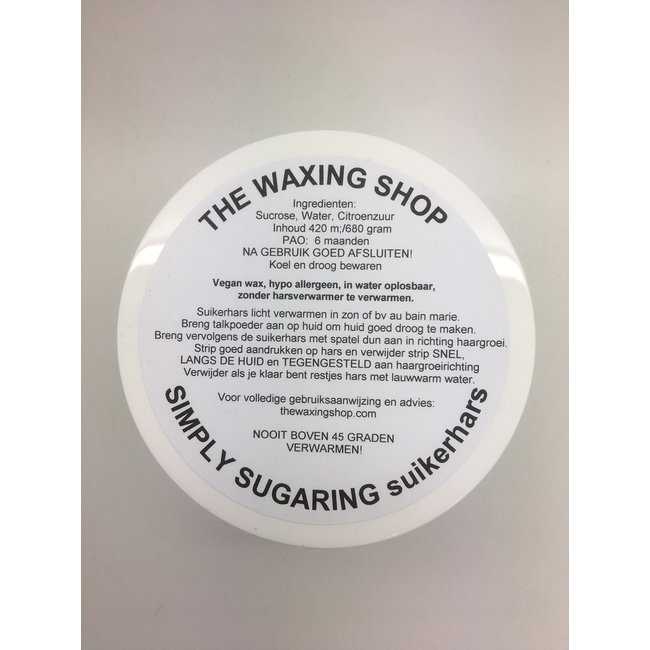 THE WAXING SHOP
Ingredienten:
Sucrose, Water, Citroenzuur
Inhoud 420 m;/680 gram
PAO: 6 maanden
NA GEBRUIK GOED AFSLUITEN!
Koel en droog bewaren
Vegan wax, hypo allergeen, in water oplosbaar,
zonder harsverwarmer te verwarmen.
Suikerhars licht verwarmen in zon of bv au bain marie.
Breng talkpoeder aan op huid om huid goed droog te maken.
Breng vervolgens de suikerhars met spatel dun aan in richting haargroei.
Strip goed aandrukken op hars en verwijder strip SNEL,
LANGS DE HUID en TEGENGESTELD aan haargroeirichting
Verwijder als je klaar bent restjes hars met lauwwarm water.
Voor volledige gebruiksaanwijzing en advies:
thewaxingshop.com
NOOIT BOVEN 45 GRADEN
VERWARMEN!
SIMPLY SUGARING suikerhars